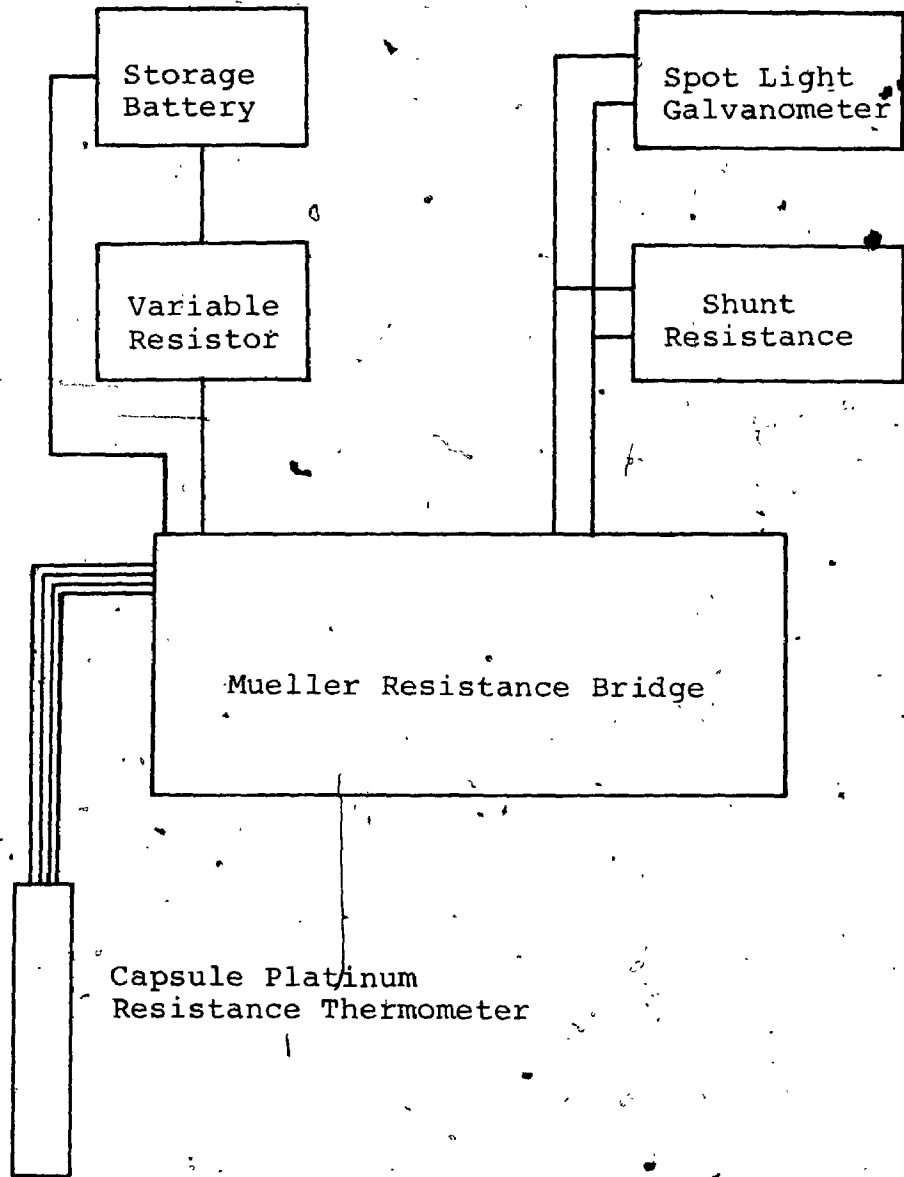 Storage
Battery
Spot Light
Galvanometer
Variable
Resistor
Shunt
Resistance
Mueller Resistance Bridge
Capsule Platinum
Resistance Thermometer